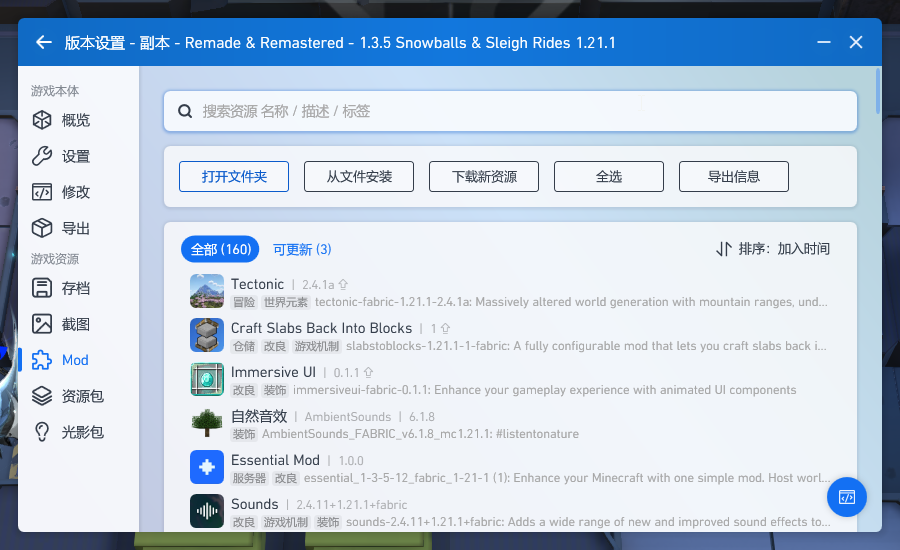 版本设置 - 副本 - Remade & Remastered - 1.3.5 Snowballs & Sleigh Rides 1.21.1
游戏本体
概览
设置
修改
导出
游戏资源
存档
截图
Mod
资源包
光影包
搜索资源 名称 / 描述 / 标签
打开文件夹 从文件安装 下载新资源 全选 导出信息
全部 (160) 可更新 (3) 排序：加入时间
Tectonic | 2.4.1a
冒险 世界元素 tectonic-fabric-1.21.1-2.4.1a: Massively altered world generation with mountain ranges, und...
Craft Slabs Back Into Blocks | 1
仓储 改良 游戏机制 slabstoblocks-1.21.1-1-fabric: A fully configurable mod that lets you craft slabs back i...
Immersive UI | 0.1.1
改良 装饰 immersiveui-fabric-0.1.1: Enhance your gameplay experience with animated UI components
自然音效 | AmbientSounds | 6.1.8
装饰 AmbientSounds_FABRIC_v6.1.8_mc1.21.1: #listentonature
Essential Mod | 1.0.0
服务器 改良 essential_1-3-5-12_fabric_1-21-1 (1): Enhance your Minecraft with one simple mod. Host worl...
Sounds | 2.4.11+1.21.1+fabric
改良 游戏机制 装饰 sounds-2.4.11+1.21.1+fabric: Adds a wide range of new and improved sound effects to...